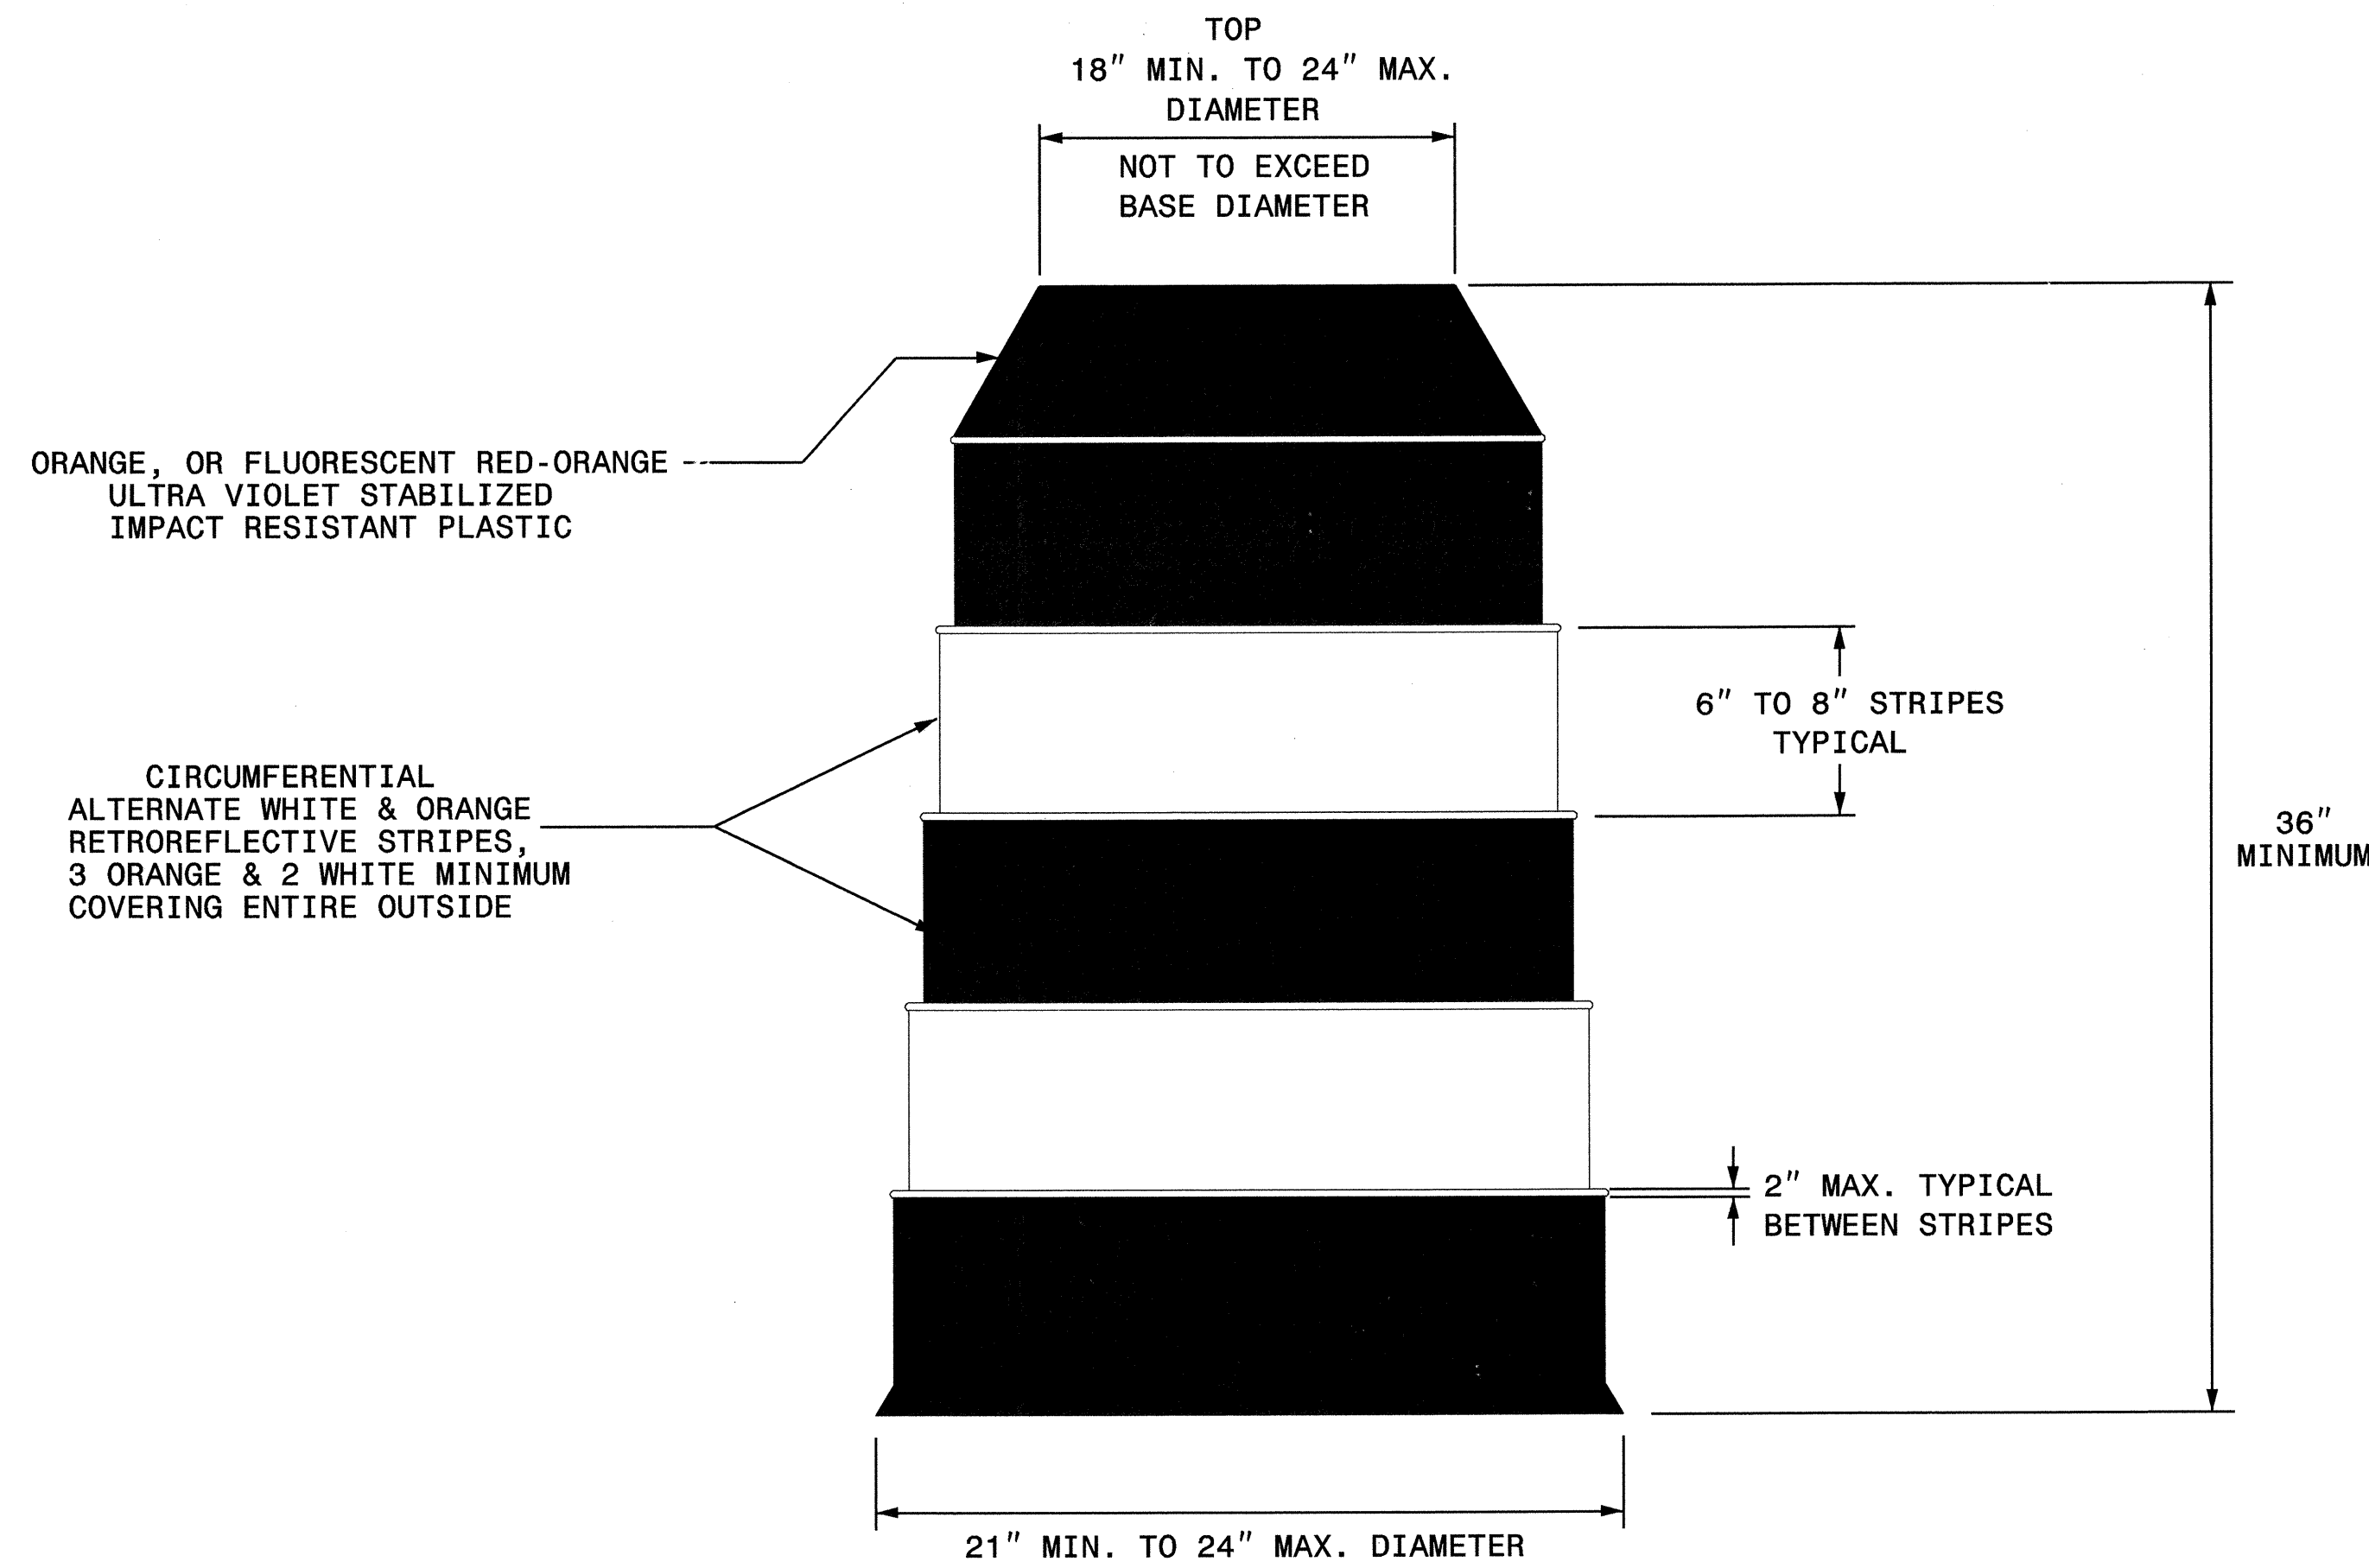 TOP
18" MIN. TO 24" MAX.
DIAMETER
NOT TO EXCEED
BASE DIAMETER
ORANGE, OR FLUORESCENT RED-ORANGE
ULTRA VIOLET STABILIZED
IMPACT RESISTANT PLASTIC
6" TO 8" STRIPES
TYPICAL
CIRCUMFERENTIAL
ALTERNATE WHITE & ORANGE
RETROREFLECTIVE STRIPES,
3 ORANGE & 2 WHITE MINIMUM
COVERING ENTIRE OUTSIDE
36"
MINIMUM
2" MAX. TYPICAL
BETWEEN STRIPES
21" MIN. TO 24" MAX. DIAMETER